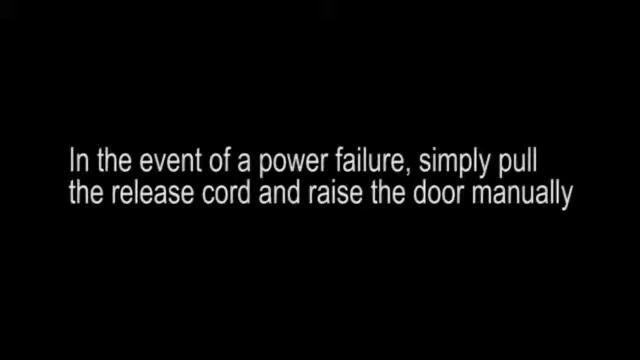 In the event of a power failure, simply pull
the release cord and raise the door manually